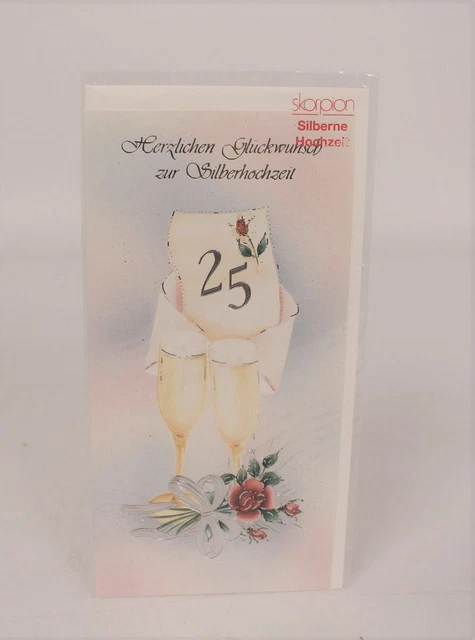 skorpion
Silberne
Hochzeit
Herzlichen Glückwunsch
zur Silberhochzeit
25